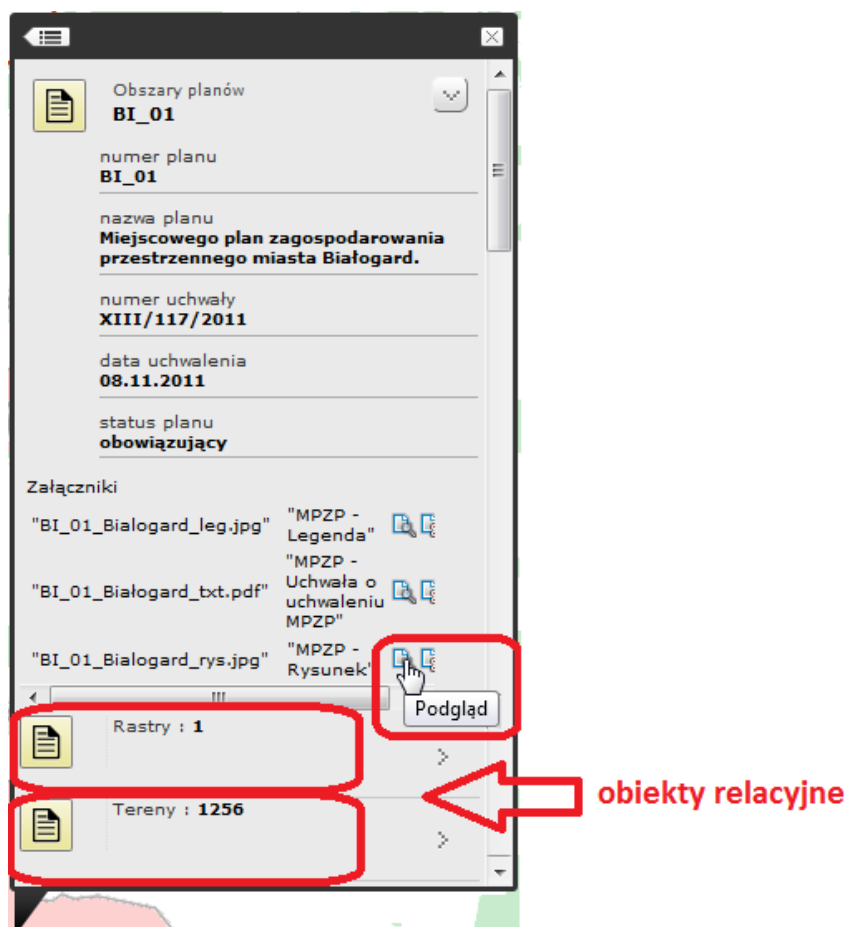 Obszary planów
BI_01
numer planu
BI_01
nazwa planu
Miejscowego plan zagospodarowania
przestrzennego miasta Białogard.
numer uchwały
XIII/117/2011
data uchwalenia
08.11.2011
status planu
obowiązujący
Załączniki
"BI_01_Bialogard_leg.jpg" "MPZP -
Legenda"
"BI_01_Białogard_txt.pdf" "MPZP -
Uchwała o
uchwaleniu
MPZP"
"BI_01_Bialogard_rys.jpg" "MPZP -
Rysunek"
Podgląd
Rastry : 1
obiekty relacyjne
Tereny : 1256